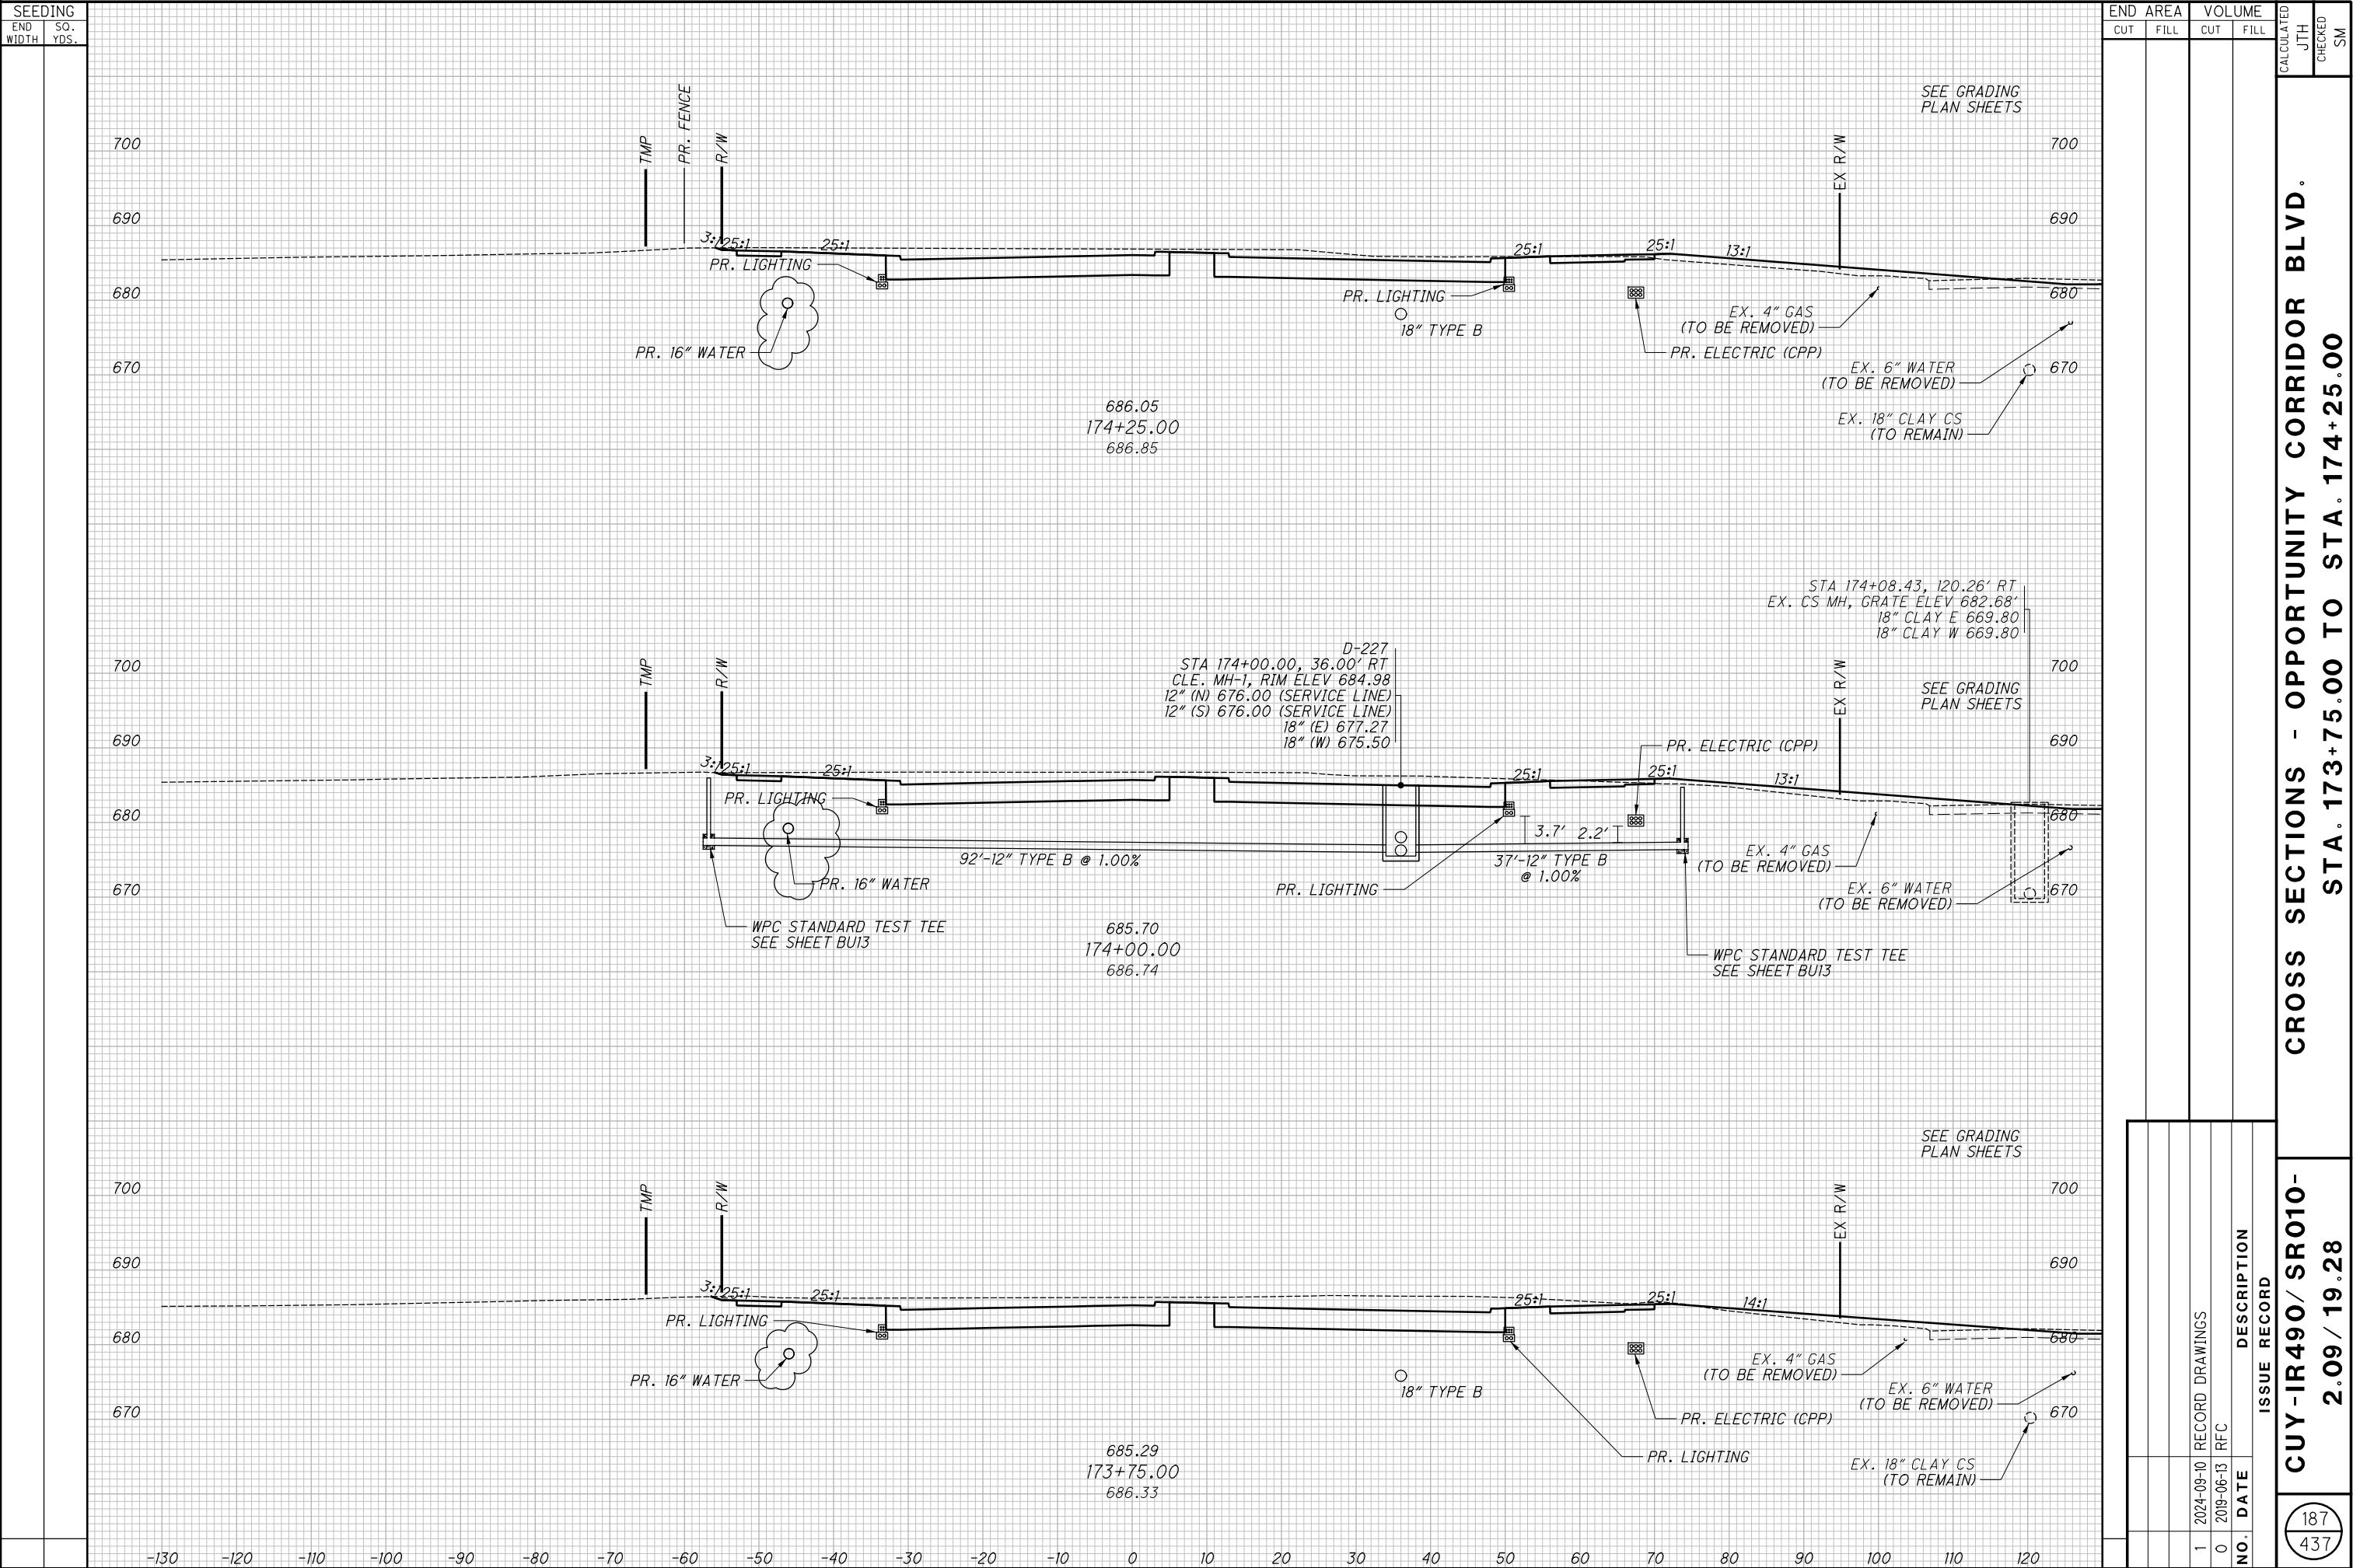 SEEDING
END WIDTH
SQ. YDS.
END AREA
VOLUME
CUT
FILL
CUT
FILL
CALCULATED
JTH
CHECKED
SM
SEE GRADING
PLAN SHEETS
TMP
PR. FENCE
R/W
EX R/W
700
700
690
690
680
680
670
670
3:1
25:1
25:1
25:1
25:1
13:1
PR. LIGHTING
PR. 16" WATER
PR. LIGHTING
18" TYPE B
EX. 4" GAS
(TO BE REMOVED)
PR. ELECTRIC (CPP)
EX. 6" WATER
(TO BE REMOVED)
EX. 18" CLAY CS
(TO REMAIN)
686.05
174+25.00
686.85
STA 174+08.43, 120.26' RT
EX. CS MH, GRATE ELEV 682.68'
18" CLAY E 669.80
18" CLAY W 669.80
D-227
STA 174+00.00, 36.00' RT
CLE. MH-1, RIM ELEV 684.98
12" (N) 676.00 (SERVICE LINE)
12" (S) 676.00 (SERVICE LINE)
18" (E) 677.27
18" (W) 675.50
TMP
R/W
EX R/W
SEE GRADING
PLAN SHEETS
700
700
690
690
680
680
670
670
PR. ELECTRIC (CPP)
3:1
25:1
25:1
25:1
25:1
13:1
PR. LIGHTING
3.7'
2.2'
92'-12" TYPE B @ 1.00%
37'-12" TYPE B
@ 1.00%
PR. 16" WATER
PR. LIGHTING
EX. 4" GAS
(TO BE REMOVED)
EX. 6" WATER
(TO BE REMOVED)
WPC STANDARD TEST TEE
SEE SHEET BU13
WPC STANDARD TEST TEE
SEE SHEET BU13
685.70
174+00.00
686.74
SEE GRADING
PLAN SHEETS
TMP
R/W
EX R/W
700
700
690
690
680
680
670
670
3:1
25:1
25:1
25:1
25:1
14:1
PR. LIGHTING
PR. 16" WATER
18" TYPE B
EX. 4" GAS
(TO BE REMOVED)
EX. 6" WATER
(TO BE REMOVED)
PR. ELECTRIC (CPP)
PR. LIGHTING
EX. 18" CLAY CS
(TO REMAIN)
685.29
173+75.00
686.33
-130 -120 -110 -100 -90 -80 -70 -60 -50 -40 -30 -20 -10 0 10 20 30 40 50 60 70 80 90 100 110 120
CROSS SECTIONS - OPPORTUNITY CORRIDOR BLVD.
STA. 173+75.00 TO STA. 174+25.00
1 2024-09-10 RECORD DRAWINGS
0 2019-06-13 RFC
NO. DATE DESCRIPTION
ISSUE RECORD
CUY-IR490/SR010-
2.09/19.28
187
437